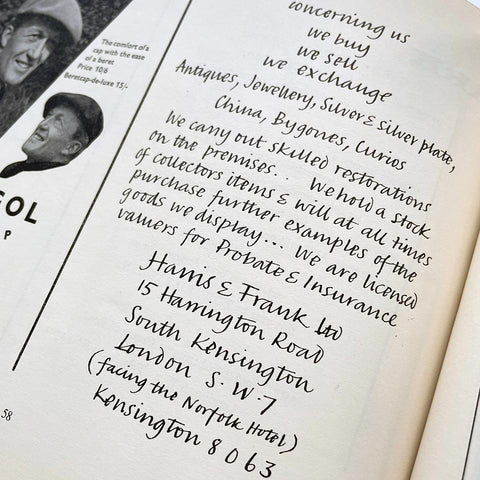 The comfort of a
cap with the ease
of a beret
Price 10/6
Beretcap-de-luxe 15/-
GOL
P
58
concerning us
we buy
we sell
we exchange
Antiques, Jewellery, Silver & silver plate,
China, Bygones, Curios
We carry out skilled restorations
on the premises.. We hold a stock
of collectors items & will at all times
purchase further examples of the
goods we display... We are licensed
valuers for Probate & Insurance
Harris & Frank Ltd
15 Harrington Road
South Kensington
London S.W.7
(facing the Norfolk Hotel)
Kensington 8063